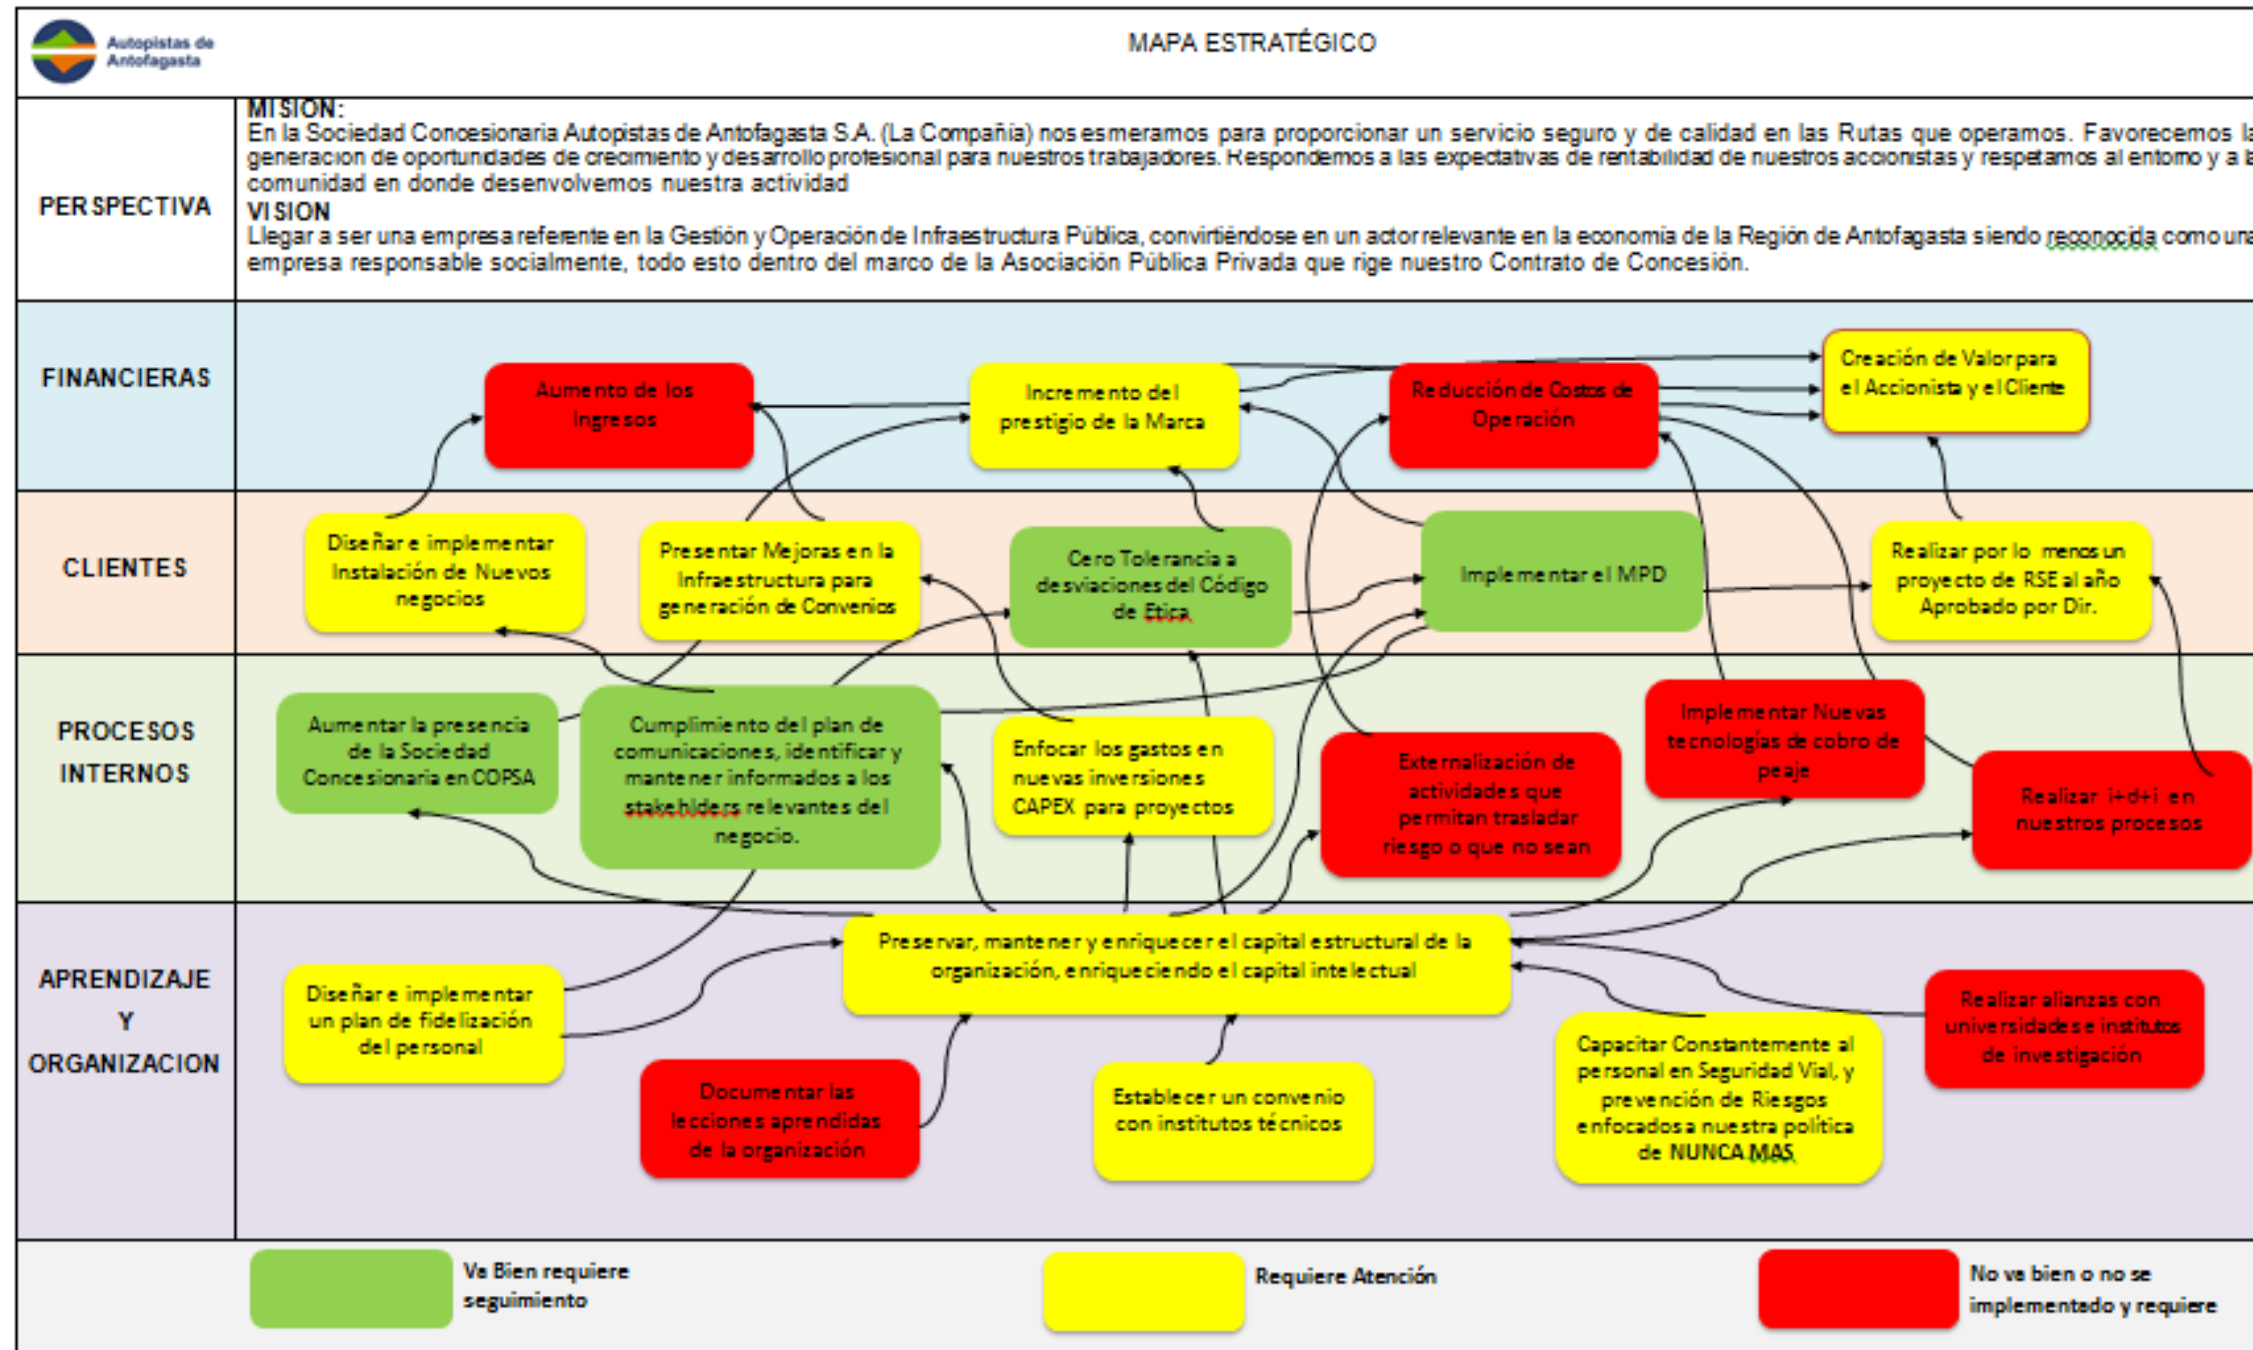 Autopistas de
Antofagasta
MAPA ESTRATÉGICO
PERSPECTIVA
MISION:
En la Sociedad Concesionaria Autopistas de Antofagasta S.A. (La Compañia) nos esmeramos para proporcionar un servicio seguro y de calidad en las Rutas que operamos. Favorecemos la
generacion de oportunidades de crecimiento y desarrollo profesional para nuestros trabajadores. Respondemos a las expectativas de rentabilidad de nuestros accionistas y respetamos al entorno y a la
comunidad en donde desenvolvemos nuestra actividad
VISION
Llegar a ser una empresa referente en la Gestión y Operación de Infraestructura Pública, convirtiéndose en un actor relevante en la economía de la Región de Antofagasta siendo reconocida como una
empresa responsable socialmente, todo esto dentro del marco de la Asociación Pública Privada que rige nuestro Contrato de Concesión.
FINANCIERAS
Aumento de los
Ingresos
Incremento del
prestigio de la Marca
Reducción de Costos de
Operación
Creación de Valor para
el Accionista y el Cliente
CLIENTES
Diseñar e implementar
Instalación de Nuevos
negocios
Presentar Mejoras en la
Infraestructura para
generación de Convenios
Cero Tolerancia a
desviaciones del Código
de Etica
Implementar el MPD
Realizar por lo menos un
proyecto de RSE al año
Aprobado por Dir.
PROCESOS
INTERNOS
Aumentar la presencia
de la Sociedad
Concesionaria en COPSA
Cumplimiento del plan de
comunicaciones, identificar y
mantener informados a los
stakehlders relevantes del
negocio.
Enfocar los gastos en
nuevas inversiones
CAPEX para proyectos
Externalización de
actividades que
permitan trasladar
riesgo o que no sean
Implementar Nuevas
tecnologías de cobro de
peaje
Realizar i+d+i en
nuestros procesos
APRENDIZAJE
Y
ORGANIZACION
Preservar, mantener y enriquecer el capital estructural de la
organización, enriqueciendo el capital intelectual
Diseñar e implementar
un plan de fidelización
del personal
Documentar las
lecciones aprendidas
de la organización
Establecer un convenio
con institutos técnicos
Capacitar Constantemente al
personal en Seguridad Vial, y
prevención de Riesgos
enfocados a nuestra política
de NUNCA MAS
Realizar alianzas con
universidades e institutos
de investigación
Va Bien requiere
seguimiento
Requiere Atención
No va bien o no se
implementado y requiere